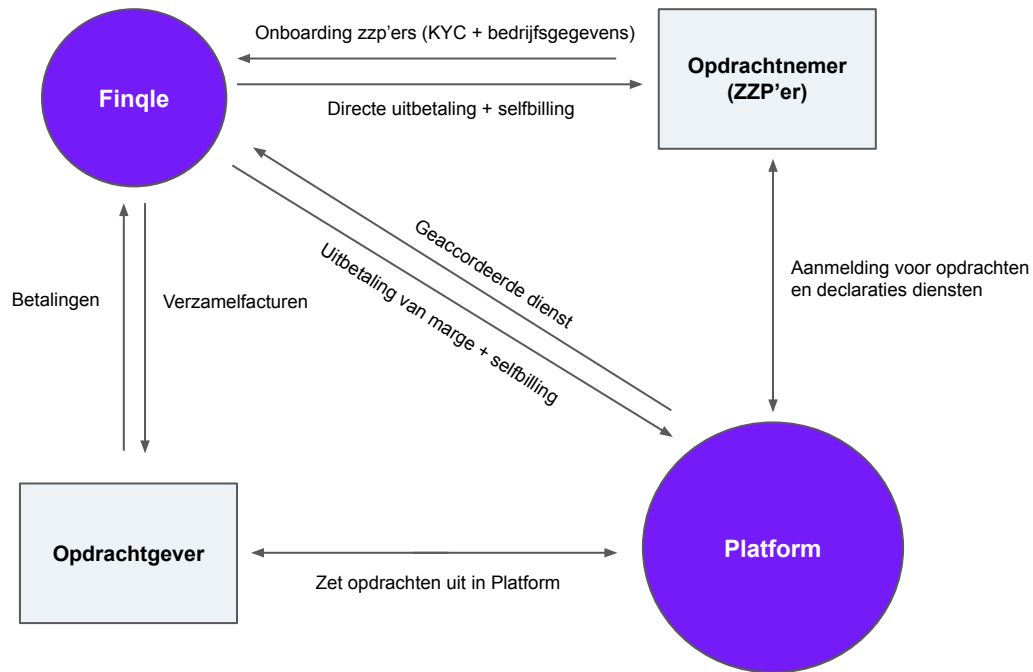 Onboarding zzp'ers (KYC + bedrijfsgegevens)
Finqle
Opdrachtnemer
(ZZP'er)
Directe uitbetaling + selfbilling
Geaccordeerde dienst
Uitbetaling van marge + selfbilling
Aanmelding voor opdrachten
en declaraties diensten
Betalingen
Verzamelfacturen
Opdrachtgever
Platform
Zet opdrachten uit in Platform